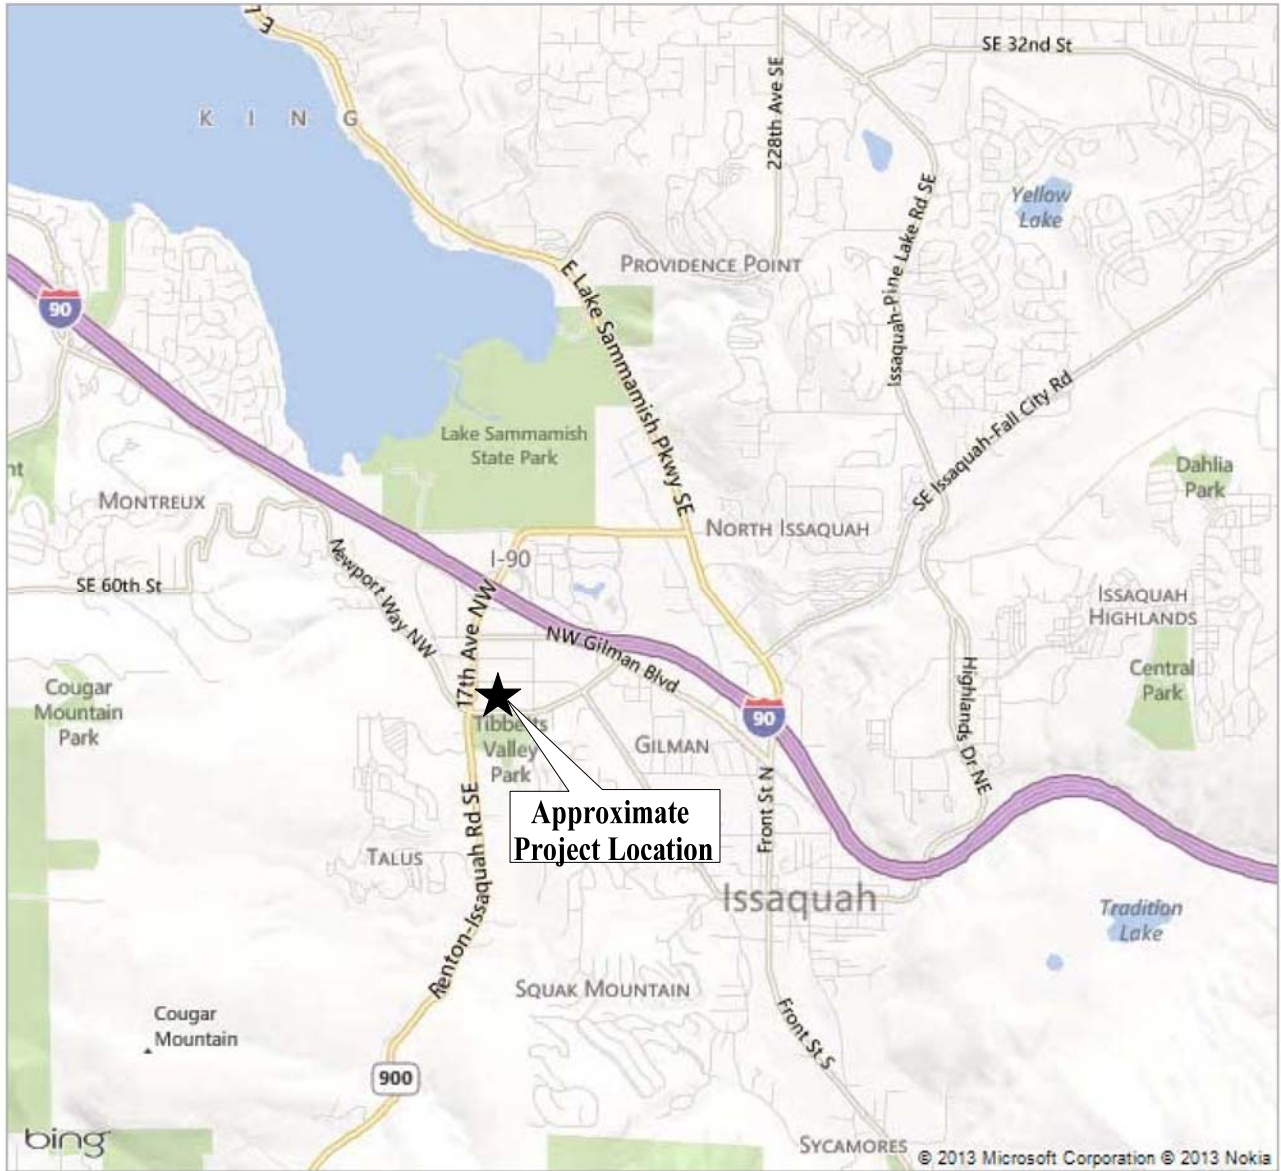 SE 32nd St
K I N G
228th Ave SE
Issaquah-Pine Lake Rd SE
Yellow
Lake
PROVIDENCE POINT
E Lake Sammamish Pkwy SE
90
SE Issaquah-Fall City Rd
Lake Sammamish
State Park
Dahlia
Park
nt
MONTREUX
NORTH ISSAQUAH
I-90
Newport Way NW
SE 60th St
17th Ave NW
ISSAQUAH
HIGHLANDS
NW Gilman Blvd
Highlands Dr NE
Central
Park
Cougar
Mountain
Park
90
Tibbetts
Valley
Park
GILMAN
Front St N
Renton-Issaquah Rd SE
Approximate
Project Location
TALUS
Issaquah
Tradition
Lake
SQUAK MOUNTAIN
Cougar
Mountain
Front St S
900
bing
SYCAMORES
© 2013 Microsoft Corporation © 2013 Nokia